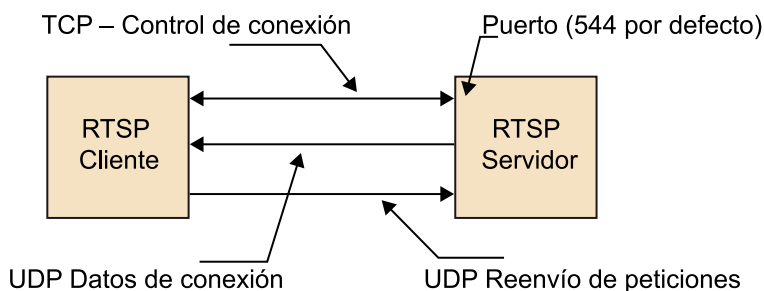 TCP – Control de conexión
Puerto (544 por defecto)
RTSP
Cliente
RTSP
Servidor
UDP Datos de conexión
UDP Reenvío de peticiones